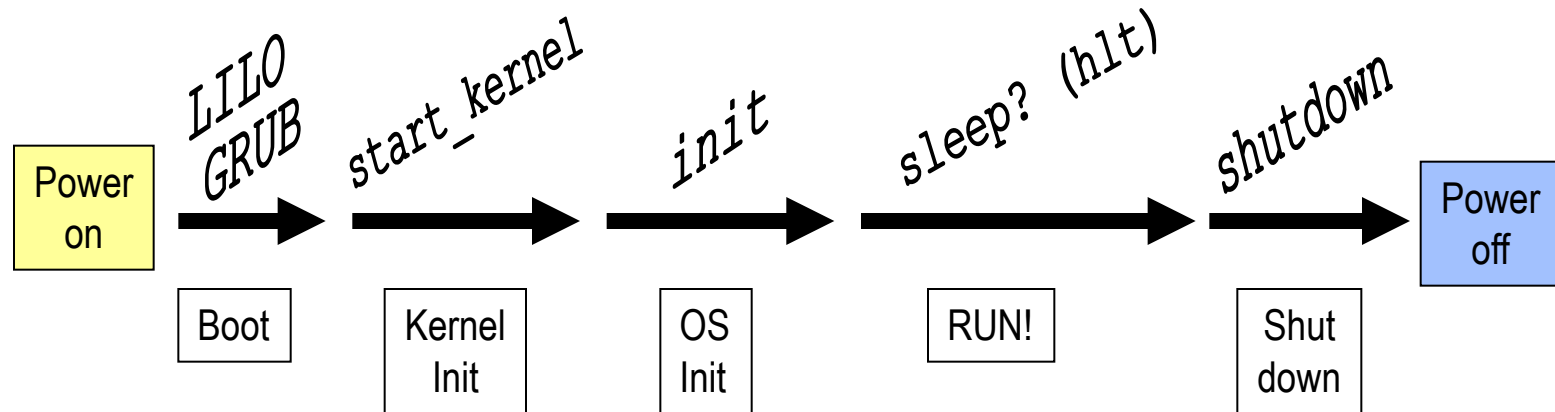 LILO
GRUB
start_kernel
init
sleep? (hlt)
shutdown
Power
on
Power
off
Boot
Kernel
Init
OS
Init
RUN!
Shut
down